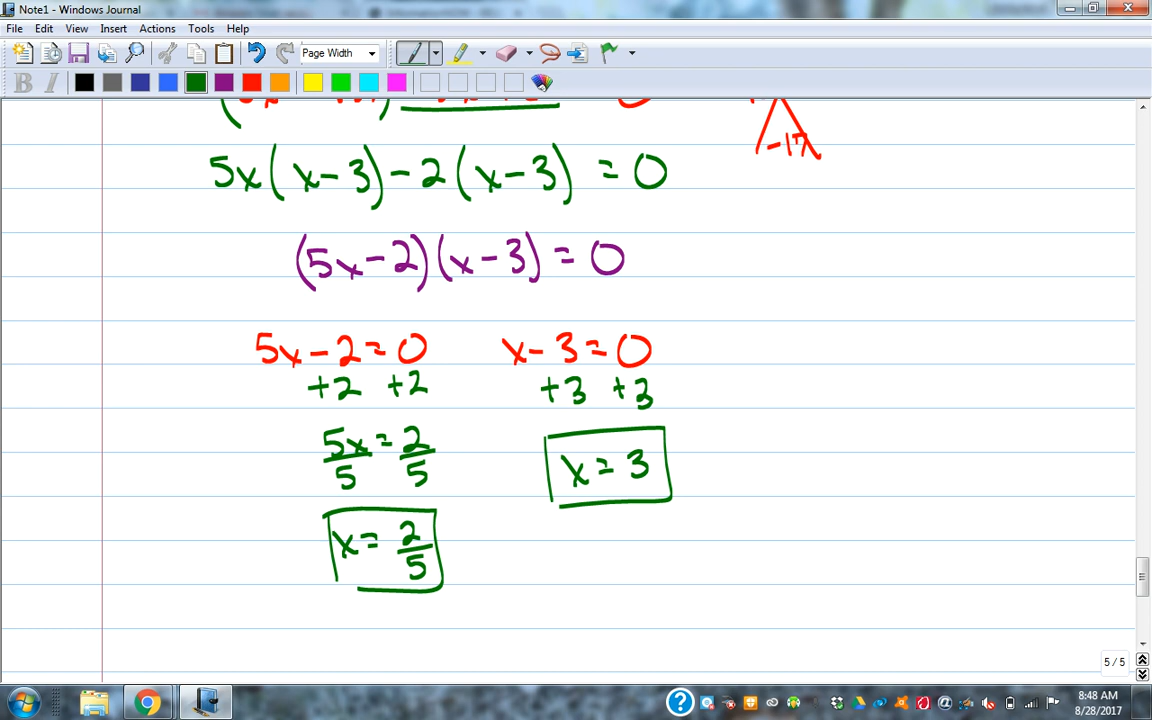 Note1 - Windows Journal
File Edit View Insert Actions Tools Help
Page Width
B I
-17
5x(x-3)-2(x-3)=0
(5x-2)(x-3)=0
5x-2=0 x-3=0
+2 +2 +3 +3
5x/5=2/5 x=3
x=2/5
5 / 5
8:48 AM
8/28/2017